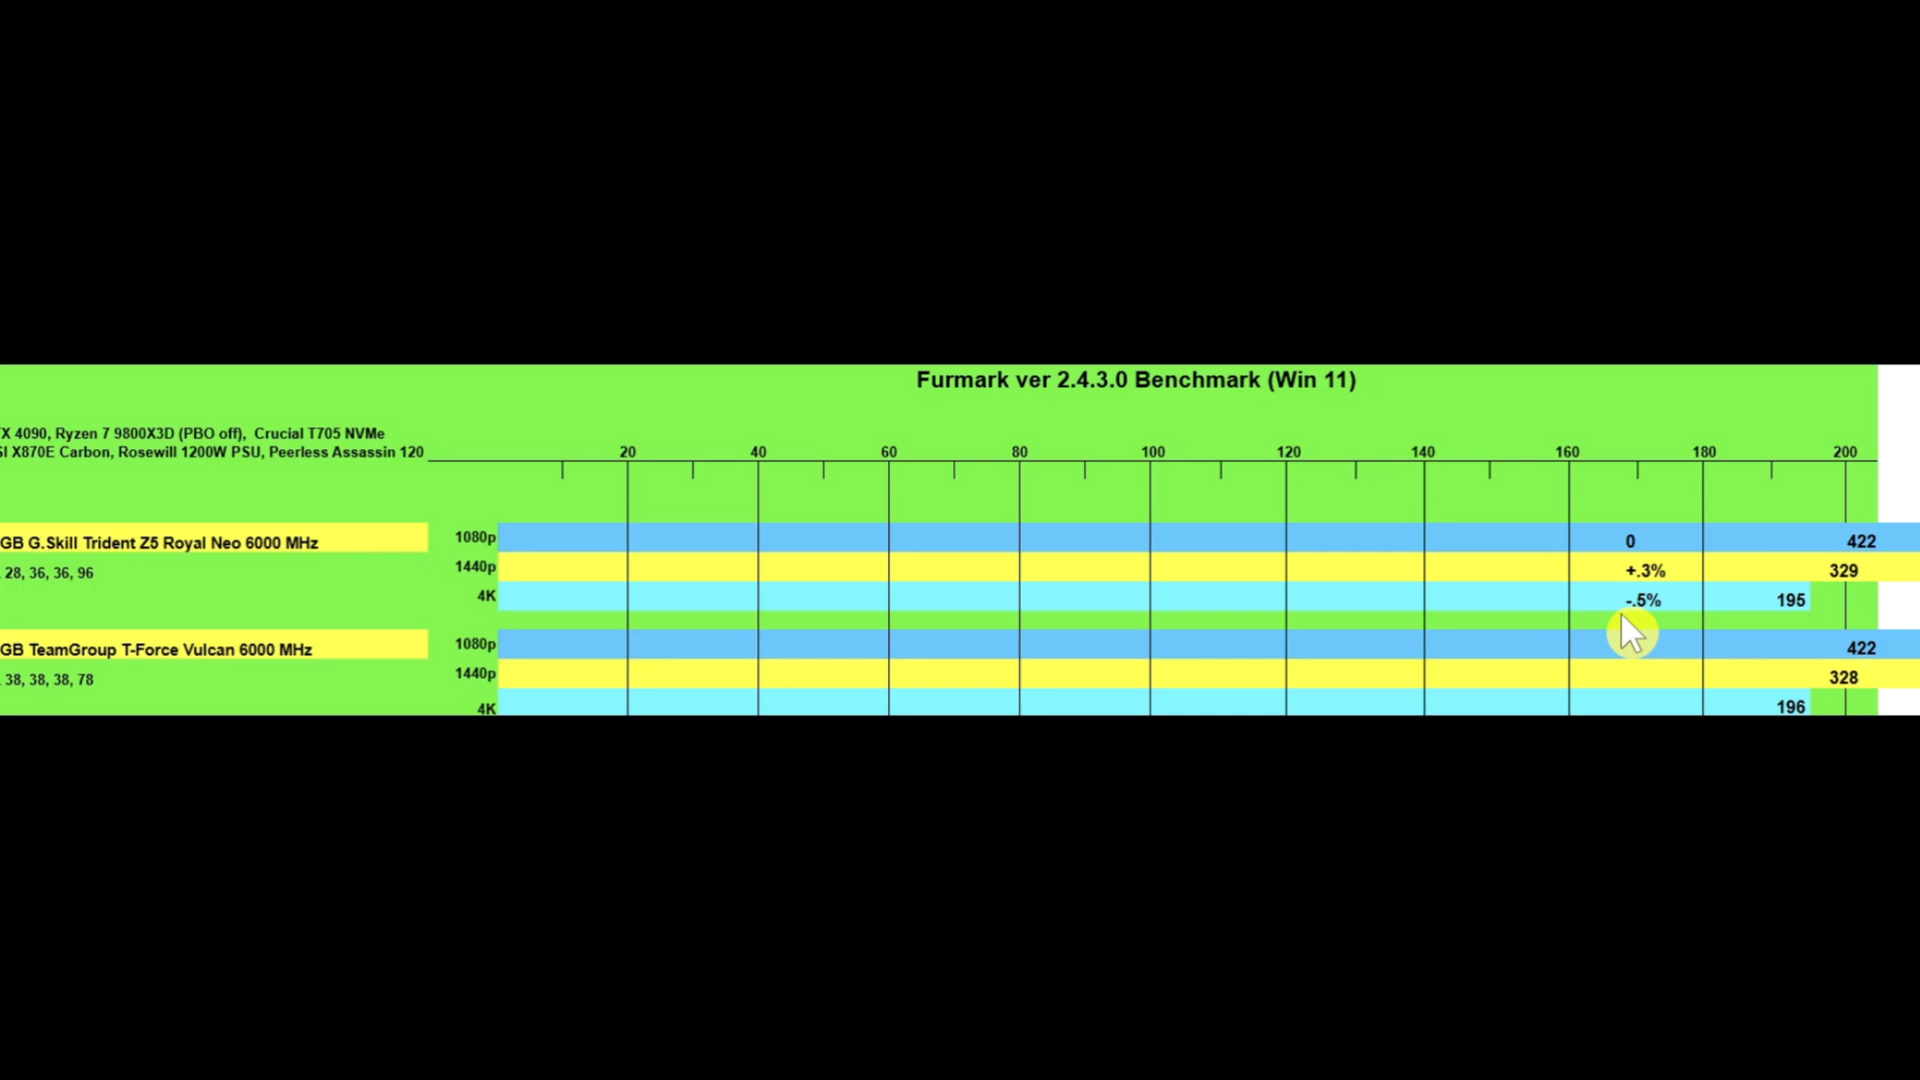 Furmark ver 2.4.3.0 Benchmark (Win 11)
X 4090, Ryzen 7 9800X3D (PBO off), Crucial T705 NVMe
SI X870E Carbon, Rosewill 1200W PSU, Peerless Assassin 120
20 40 60 80 100 120 140 160 180 200
GB G.Skill Trident Z5 Royal Neo 6000 MHz
28, 36, 36, 96
1080p 0 422
1440p +.3% 329
4K -.5% 195
GB TeamGroup T-Force Vulcan 6000 MHz
38, 38, 38, 78
1080p 422
1440p 328
4K 196